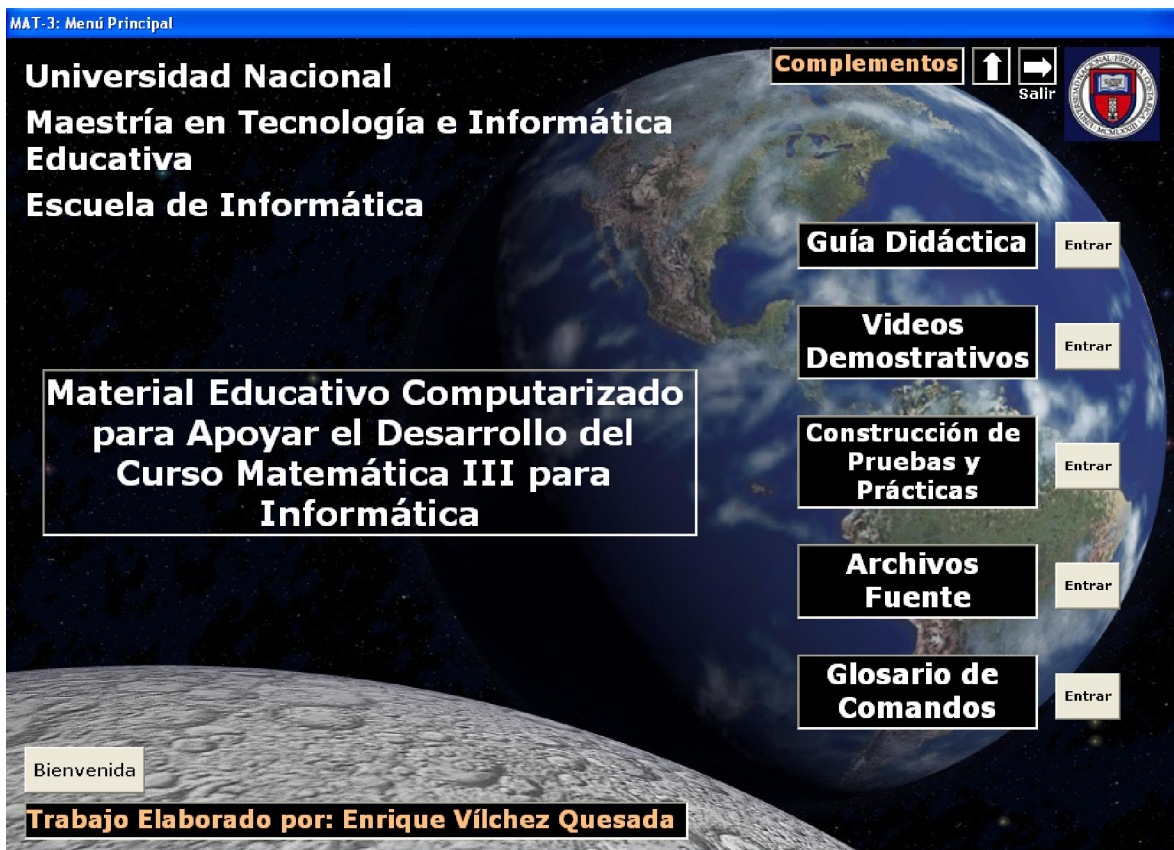 MAT-3: Menú Principal
Universidad Nacional
Maestría en Tecnología e Informática
Educativa
Escuela de Informática
Complementos
Salir
Guía Didáctica
Entrar
Videos
Demostrativos
Entrar
Material Educativo Computarizado
para Apoyar el Desarrollo del
Curso Matemática III para
Informática
Construcción de
Pruebas y
Prácticas
Entrar
Archivos
Fuente
Entrar
Glosario de
Comandos
Entrar
Bienvenida
Trabajo Elaborado por: Enrique Vílchez Quesada